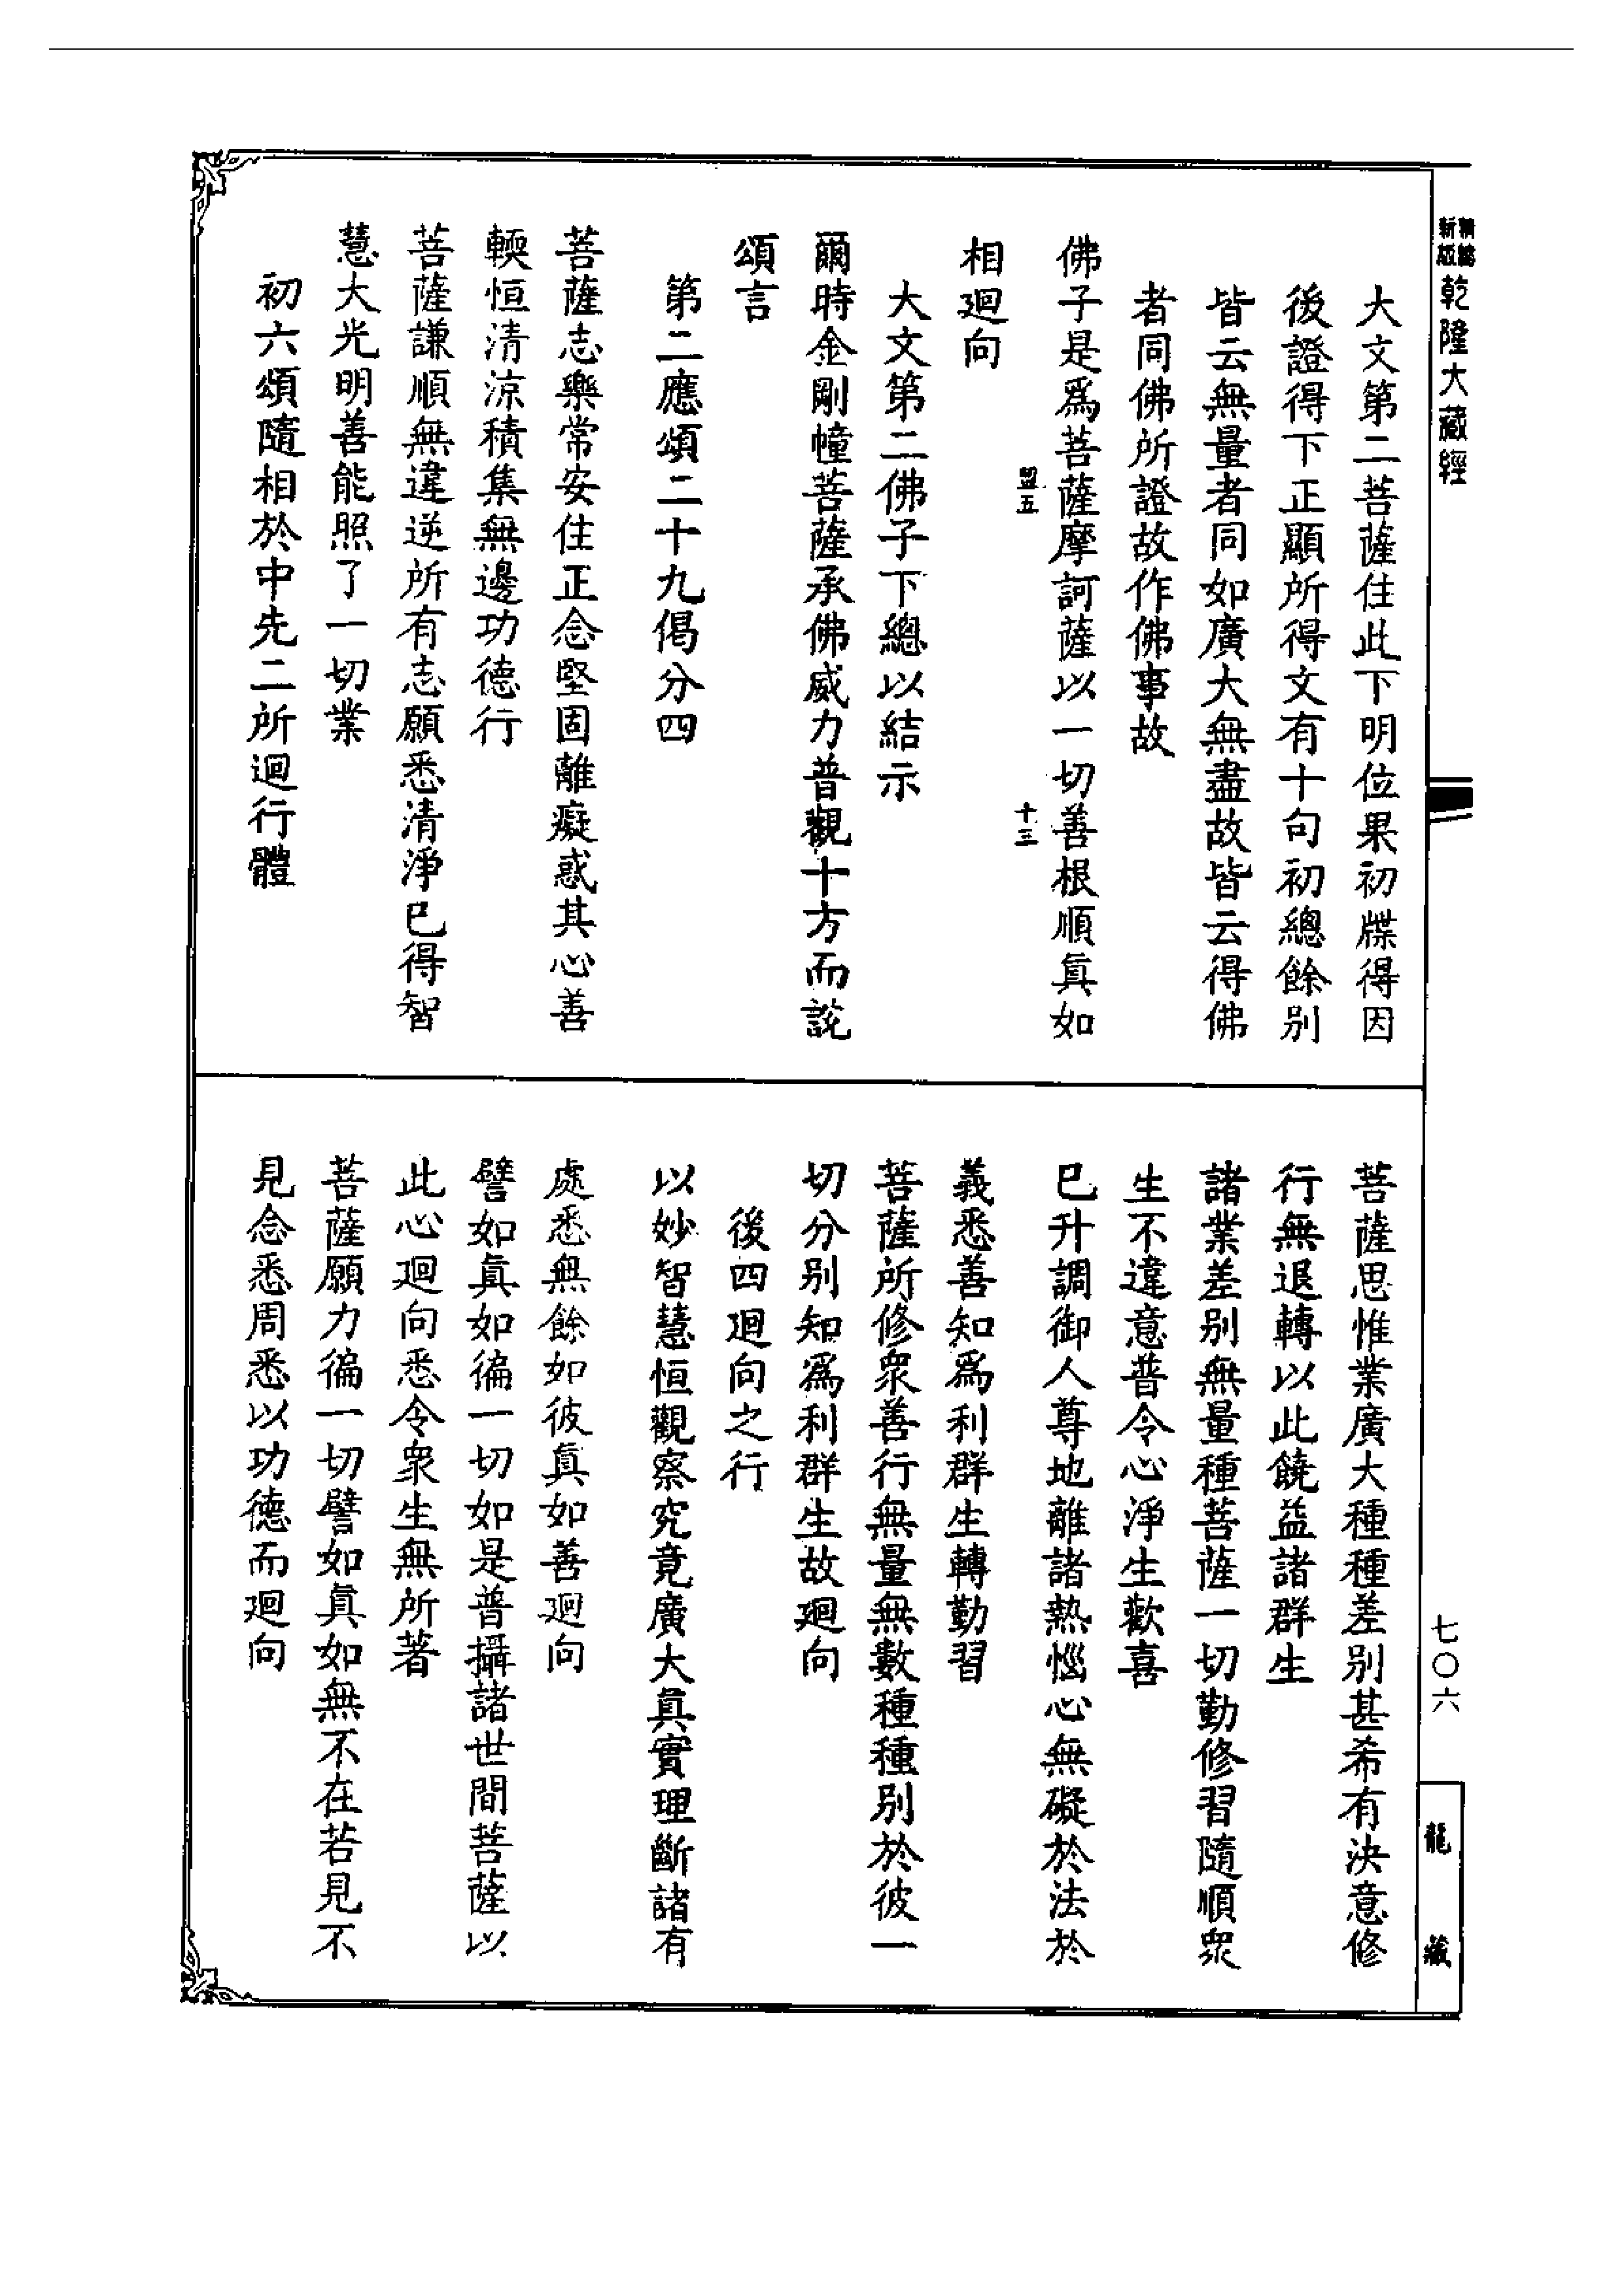 新版
乾隆大藏經
大文第二菩薩住此下明位果初牒得因
後證得下正顯所得文有十句初總餘別
皆云無量者同如廣大無盡故皆云得佛
者同佛所證故作佛事故
佛子是為菩薩摩訶薩以一切善根順真如
盟五
十三
相迴向
大文第二佛子下總以結示
爾時金剛幢菩薩承佛威力普觀十方而說
頌言
第二應頌二十九偈分四
菩薩志樂常安住正念堅固離癡惑其心善
輭恒清涼積集無邊功德行
菩薩謙順無違逆所有志願悉清淨已得智
慧大光明善能照了一切業
初六頌隨相於中先二所迴行體
菩薩思惟業廣大種種差別甚希有決意修
行無退轉以此饒益諸群生
諸業差別無量種菩薩一切勤修習隨順眾
生不違意普令心淨生歡喜
已升調御人尊地離諸熱惱心無礙於法於
義悉善知為利群生轉勤習
菩薩所修眾善行無量無數種種別於彼一
切分別知為利群生故迴向
後四迴向之行
以妙智慧恒觀察究竟廣大真實理斷諸有
處悉無餘如彼真如善迴向
譬如真如徧一切如是普攝諸世間菩薩以
此心迴向悉令眾生無所著
菩薩願力徧一切譬如真如無不在若見不
見念悉周悉以功德而迴向
七〇六
龍藏